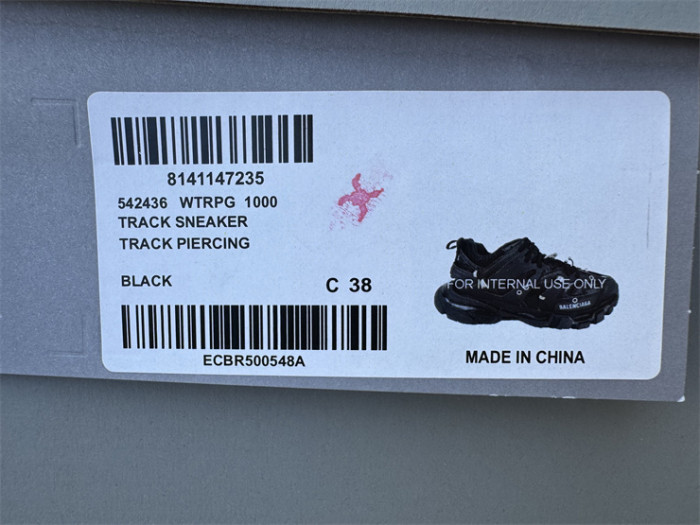 8141147235
542436 WTRPG 1000
TRACK SNEAKER
TRACK PIERCING
BLACK
C 38
ECBR500548A
FOR INTERNAL USE ONLY
BALENCIAGA
MADE IN CHINA